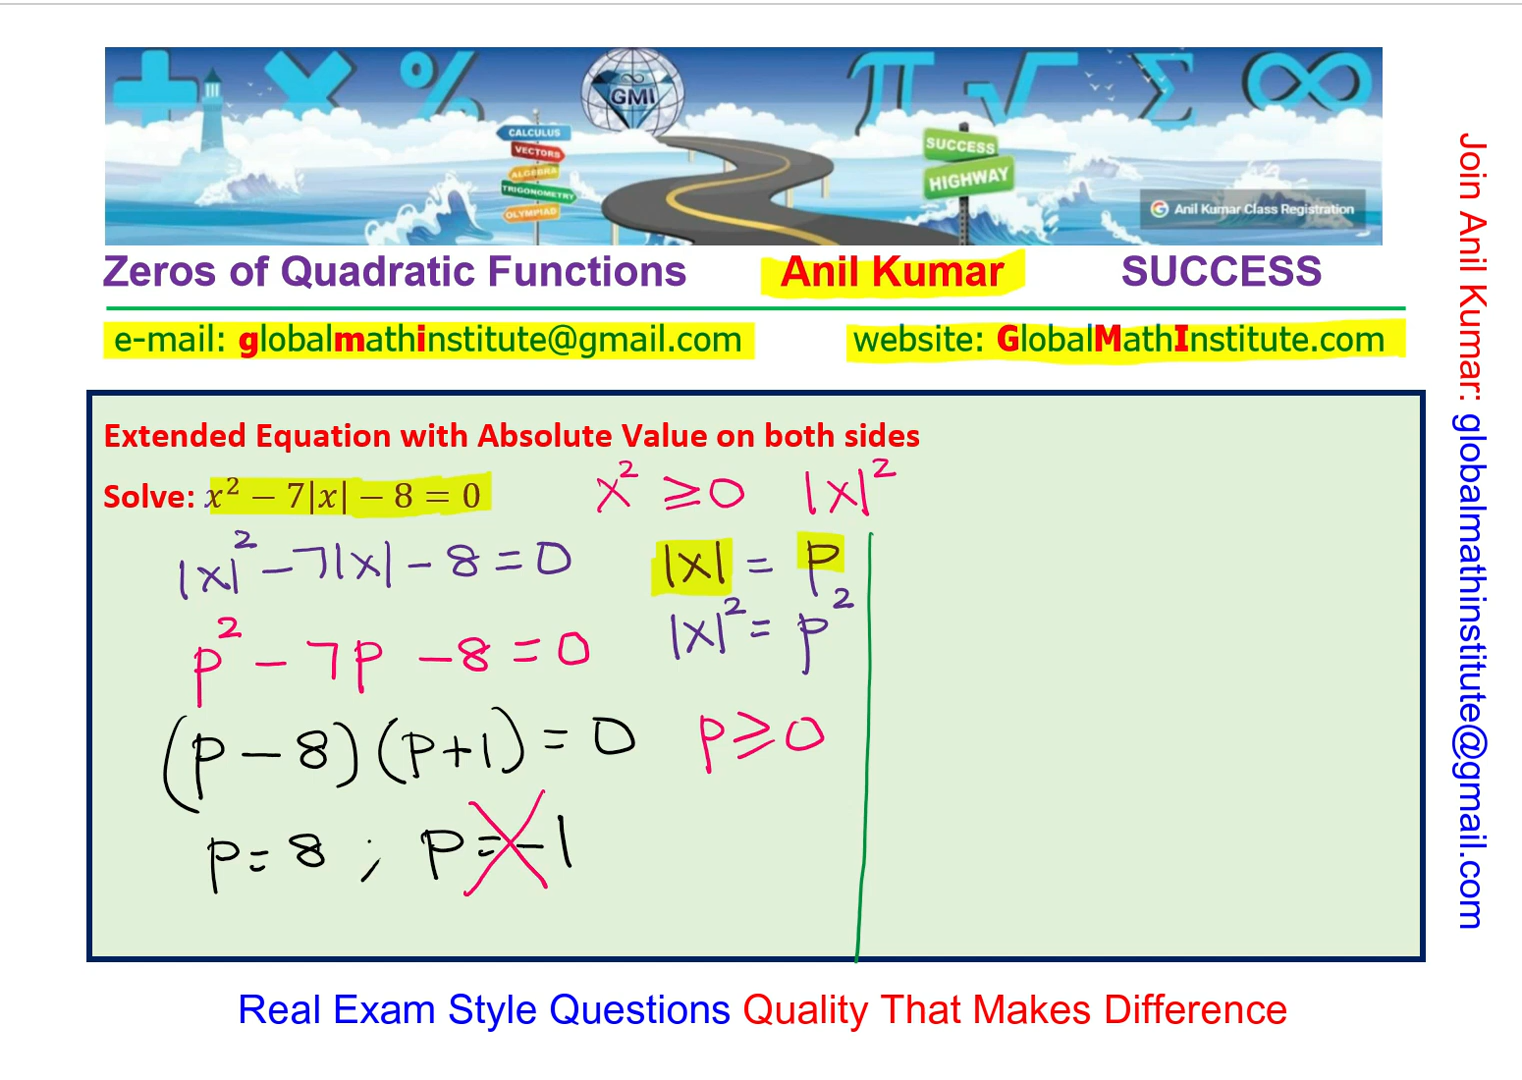 GMI
CALCULUS
VECTORS
ALGEBRA
TRIGONOMETRY
OLYMPIAD
SUCCESS
HIGHWAY
Anil Kumar Class Registration
Zeros of Quadratic Functions Anil Kumar SUCCESS
e-mail: globalmathinstitute@gmail.com website: GlobalMathInstitute.com
Extended Equation with Absolute Value on both sides
Solve: x² − 7|x| − 8 = 0 x² ≥ 0 |x|²
|x|² − 7|x| − 8 = 0 |x| = p
|x|² = p²
p² − 7p − 8 = 0
(p − 8)(p + 1) = 0 p ≥ 0
p = 8 ; p = −1
Real Exam Style Questions Quality That Makes Difference
Join Anil Kumar: globalmathinstitute@gmail.com